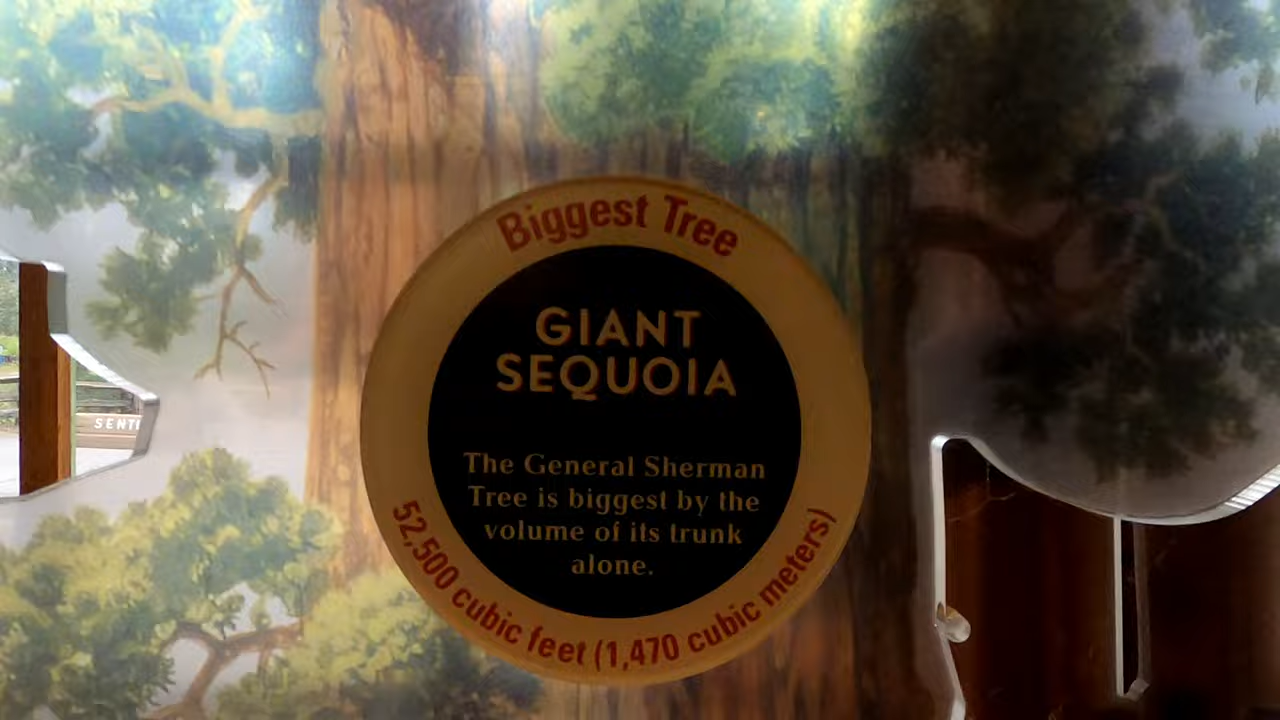 Biggest Tree
GIANT
SEQUOIA
The General Sherman
Tree is biggest by the
volume of its trunk
alone.
52,500 cubic feet (1,470 cubic meters)